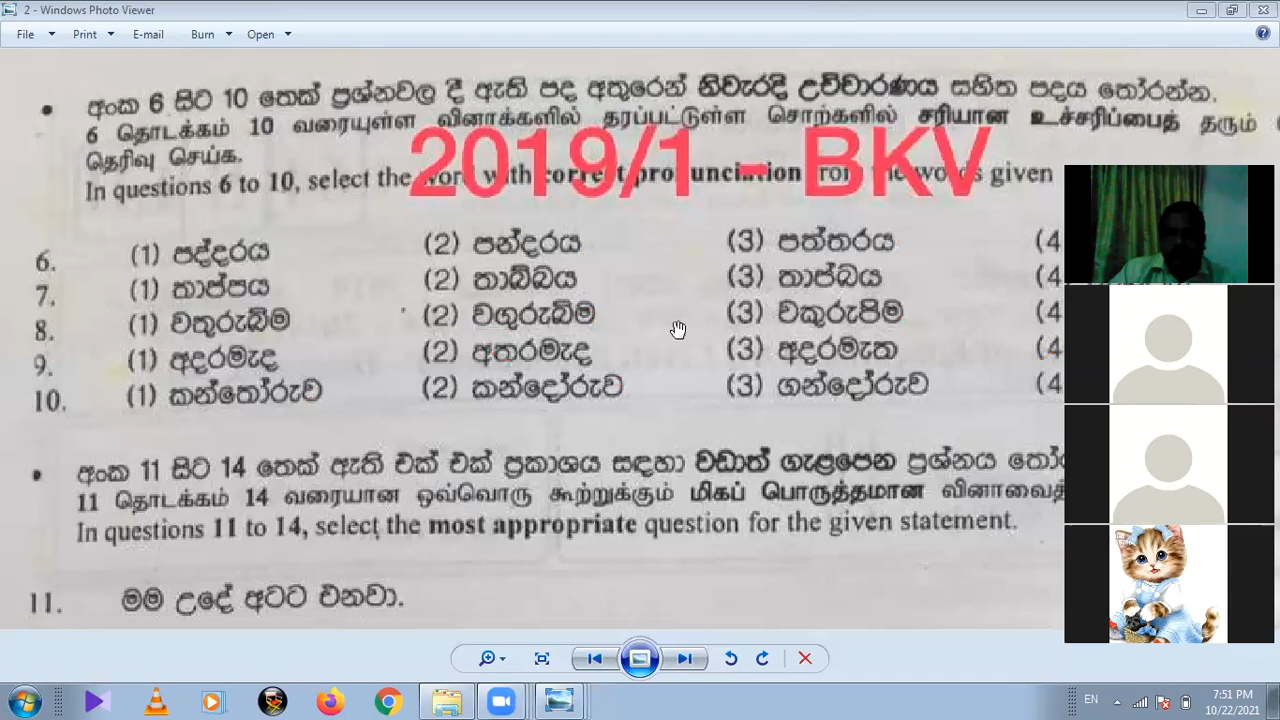 2 - Windows Photo Viewer
File Print E-mail Burn Open
අංක 6 සිට 10 තෙක් ප්‍රශ්නවල දී ඇති පද අතුරෙන් නිවැරදි උච්චාරණය සහිත පදය තෝරන්න.
6 தொடக்கம் 10 வரையுள்ள வினாக்களில் தரப்பட்டுள்ள சொற்களில் சரியான உச்சரிப்பைத் தரும்
தெரிவு செய்க.
2019/1 - BKV
In questions 6 to 10, select the word with correct pronunciation from the words given
6. (1) පද්දරය (2) පන්දරය (3) පත්තරය (4
7. (1) තාප්පය (2) තාබ්බය (3) තාප්බය (4
8. (1) වතුරුබිම (2) වගුරුබිම (3) වකුරුපිම (4
9. (1) අදරමැද (2) අතරමැද (3) අදරමැත (4
10. (1) කන්තෝරුව (2) කන්දෝරුව (3) ගන්දෝරුව (4
අංක 11 සිට 14 තෙක් ඇති එක් එක් ප්‍රකාශය සඳහා වඩාත් ගැළපෙන ප්‍රශ්නය
11 தொடக்கம் 14 வரையான ஒவ்வொரு கூற்றுக்கும் மிகப் பொருத்தமான வினாவைத்
In questions 11 to 14, select the most appropriate question for the given statement.
11. මම උදේ අටට එනවා.
EN 7:51 PM
10/22/2021